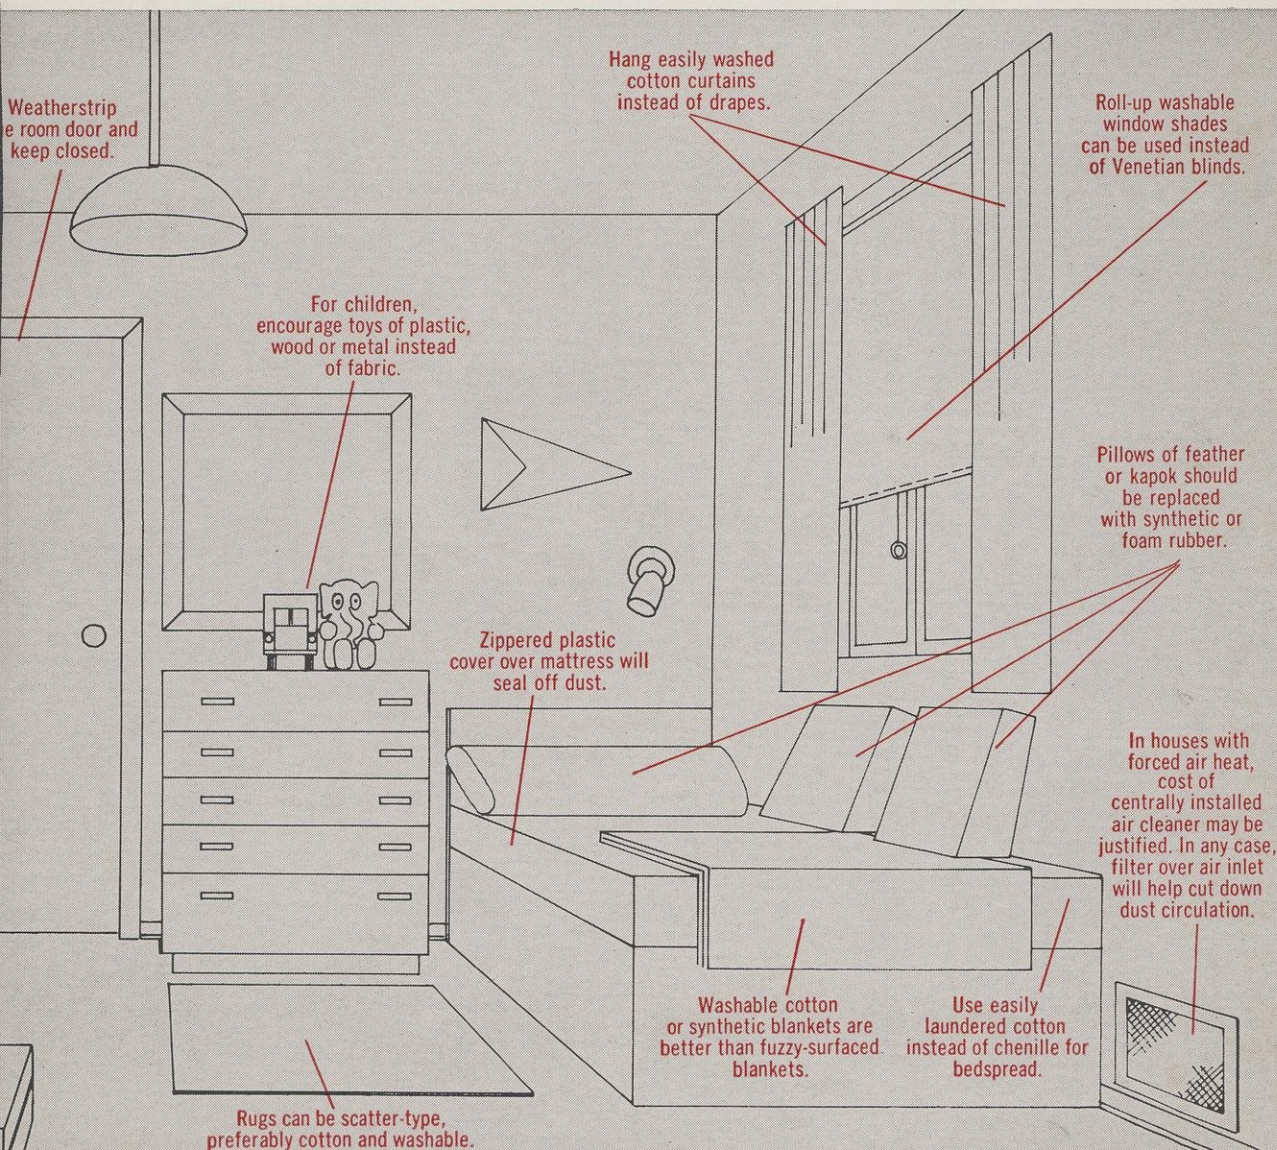 Hang easily washed
cotton curtains
instead of drapes.
Weatherstrip
e room door and
keep closed.
Roll-up washable
window shades
can be used instead
of Venetian blinds.
For children,
encourage toys of plastic,
wood or metal instead
of fabric.
Pillows of feather
or kapok should
be replaced
with synthetic or
foam rubber.
Zippered plastic
cover over mattress will
seal off dust.
In houses with
forced air heat,
cost of
centrally installed
air cleaner may be
justified. In any case,
filter over air inlet
will help cut down
dust circulation.
Washable cotton
or synthetic blankets are
better than fuzzy-surfaced
blankets.
Use easily
laundered cotton
instead of chenille for
bedspread.
Rugs can be scatter-type,
preferably cotton and washable.